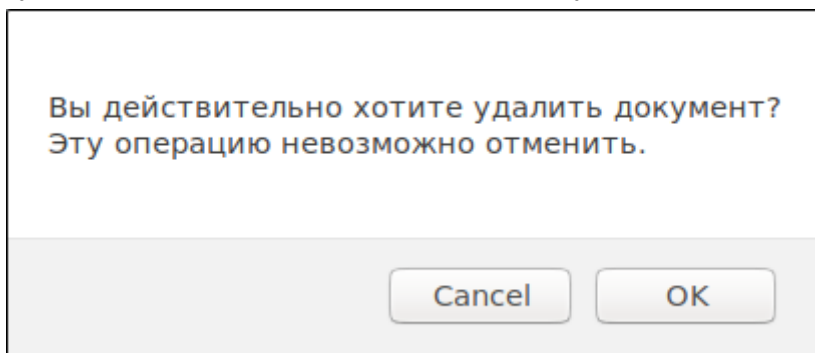 Вы действительно хотите удалить документ?
Эту операцию невозможно отменить.
Cancel OK